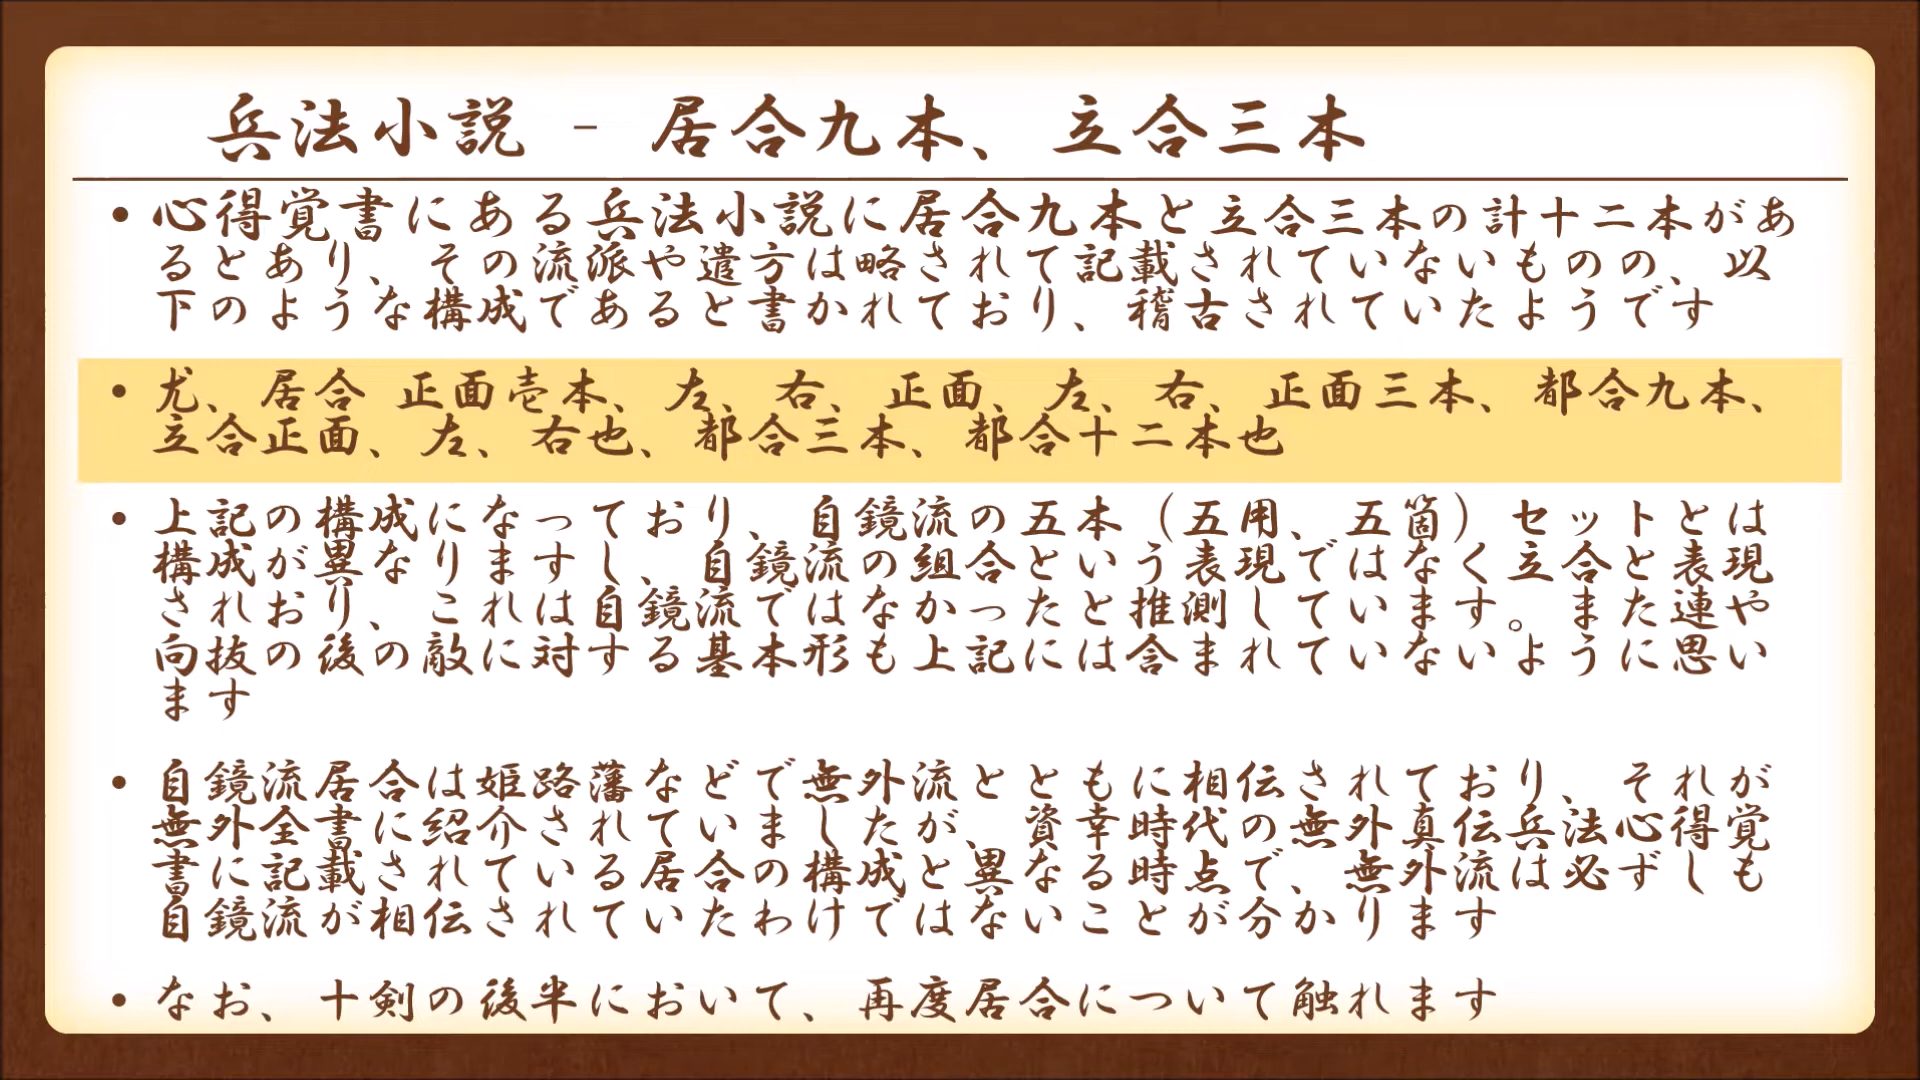 兵法小説 - 居合九本、立合三本
• 心得覚書にある兵法小説に居合九本と立合三本の計十二本があ
るとあり、その流派や遣方は略されて記載されていないものの、以
下のような構成であると書かれており、稽古されていたようです
• 尤、居合 正面壱本、左、右、正面、左、右、正面三本、都合九本、
立合正面、左、右也、都合三本、都合十二本也
• 上記の構成になっており、自鏡流の五本（五用、五箇）セットとは
構成が異なりますし、自鏡流の組合という表現ではなく立合と表現
されおり、これは自鏡流ではなかったと推測しています。また連や
向抜の後の敵に対する基本形も上記には含まれていないように思い
ます
• 自鏡流居合は姫路藩などで無外流とともに相伝されており、それが
無外全書に紹介されていましたが、資幸時代の無外真伝兵法心得覚
書に記載されている居合の構成と異なる時点で、無外流は必ずしも
自鏡流が相伝されていたわけではないことが分かります
• なお、十剣の後半において、再度居合について触れます